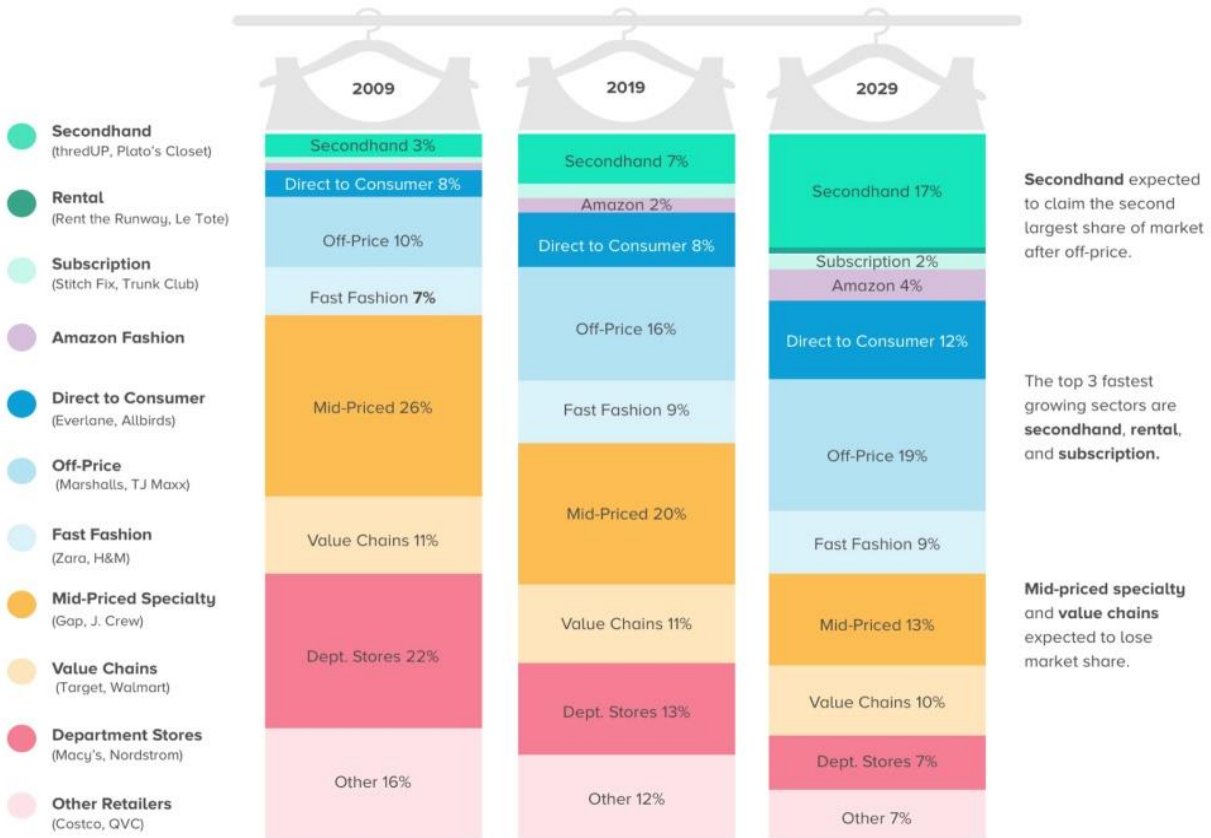 2009
2019
2029
Secondhand
(thredUP, Plato's Closet)
Rental
(Rent the Runway, Le Tote)
Subscription
(Stitch Fix, Trunk Club)
Amazon Fashion
Direct to Consumer
(Everlane, Allbirds)
Off-Price
(Marshalls, TJ Maxx)
Fast Fashion
(Zara, H&M)
Mid-Priced Specialty
(Gap, J. Crew)
Value Chains
(Target, Walmart)
Department Stores
(Macy's, Nordstrom)
Other Retailers
(Costco, QVC)
Secondhand 3%
Direct to Consumer 8%
Off-Price 10%
Fast Fashion 7%
Mid-Priced 26%
Value Chains 11%
Dept. Stores 22%
Other 16%
Secondhand 7%
Amazon 2%
Direct to Consumer 8%
Off-Price 16%
Fast Fashion 9%
Mid-Priced 20%
Value Chains 11%
Dept. Stores 13%
Other 12%
Secondhand 17%
Subscription 2%
Amazon 4%
Direct to Consumer 12%
Off-Price 19%
Fast Fashion 9%
Mid-Priced 13%
Value Chains 10%
Dept. Stores 7%
Other 7%
Secondhand expected
to claim the second
largest share of market
after off-price.
The top 3 fastest
growing sectors are
secondhand, rental,
and subscription.
Mid-priced specialty
and value chains
expected to lose
market share.